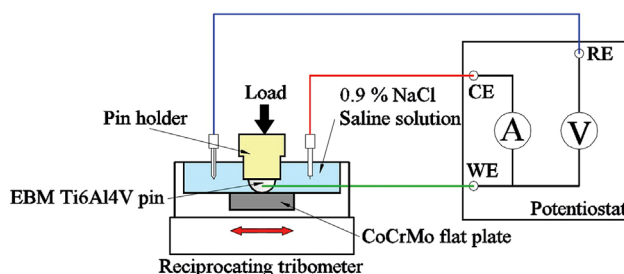 RE
CE
Load
0.9 % NaCl
Saline solution
Pin holder
A
V
WE
EBM Ti6Al4V pin
Potentiostat
CoCrMo flat plate
Reciprocating tribometer